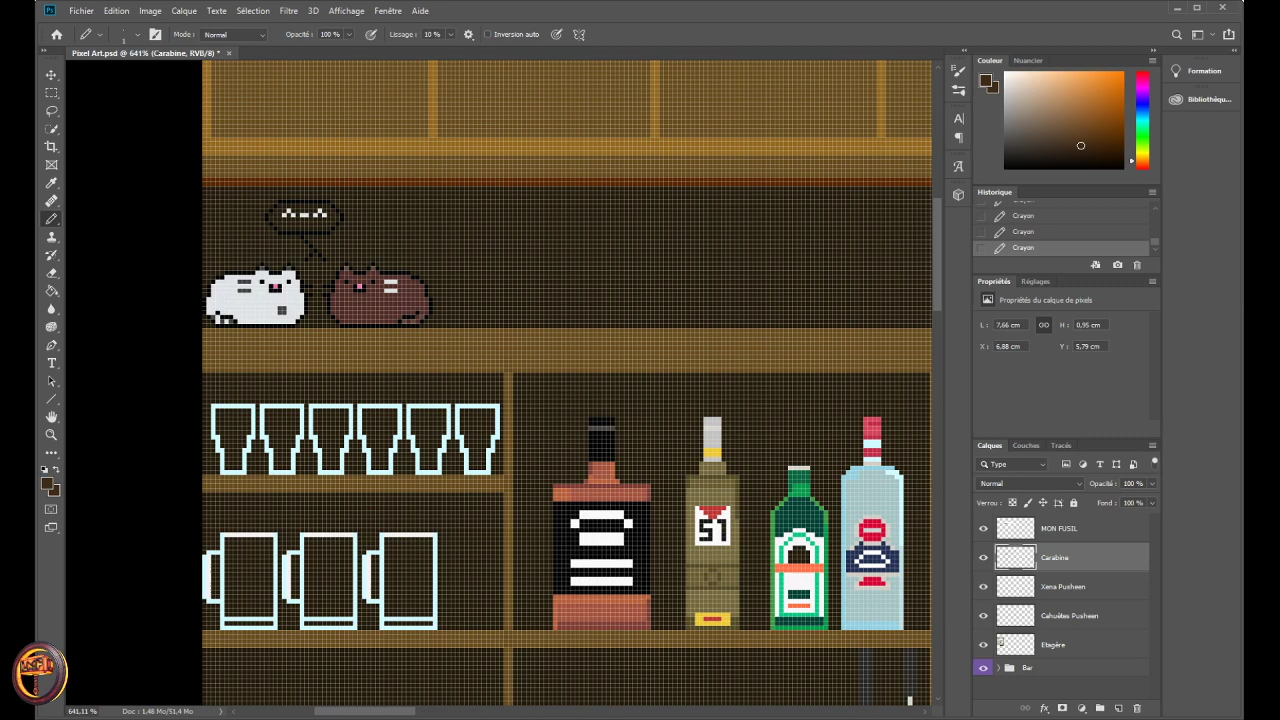 Ps Fichier Edition Image Calque Texte Sélection Filtre 3D Affichage Fenêtre Aide
1 Mode : Normal Opacité : 100 % Lissage : 10 % Inversion auto
Pixel Art.psd @ 641% (Carabine, RVB/8) * ×
Couleur Nuancier
Formation
Bibliothèqu...
Historique
Crayon
Crayon
Crayon
Propriétés Réglages
Propriétés du calque de pixels
L : 7,66 cm H : 0,95 cm
X : 6,88 cm Y : 5,79 cm
51
Calques Couches Tracés
Type
Normal Opacité : 100 %
Verrou : Fond : 100 %
MON FUSIL
Carabine
Xena Pusheen
Cahuètes Pusheen
Etagère
Bar
641,11 % Doc : 1,48 Mo/51,4 Mo